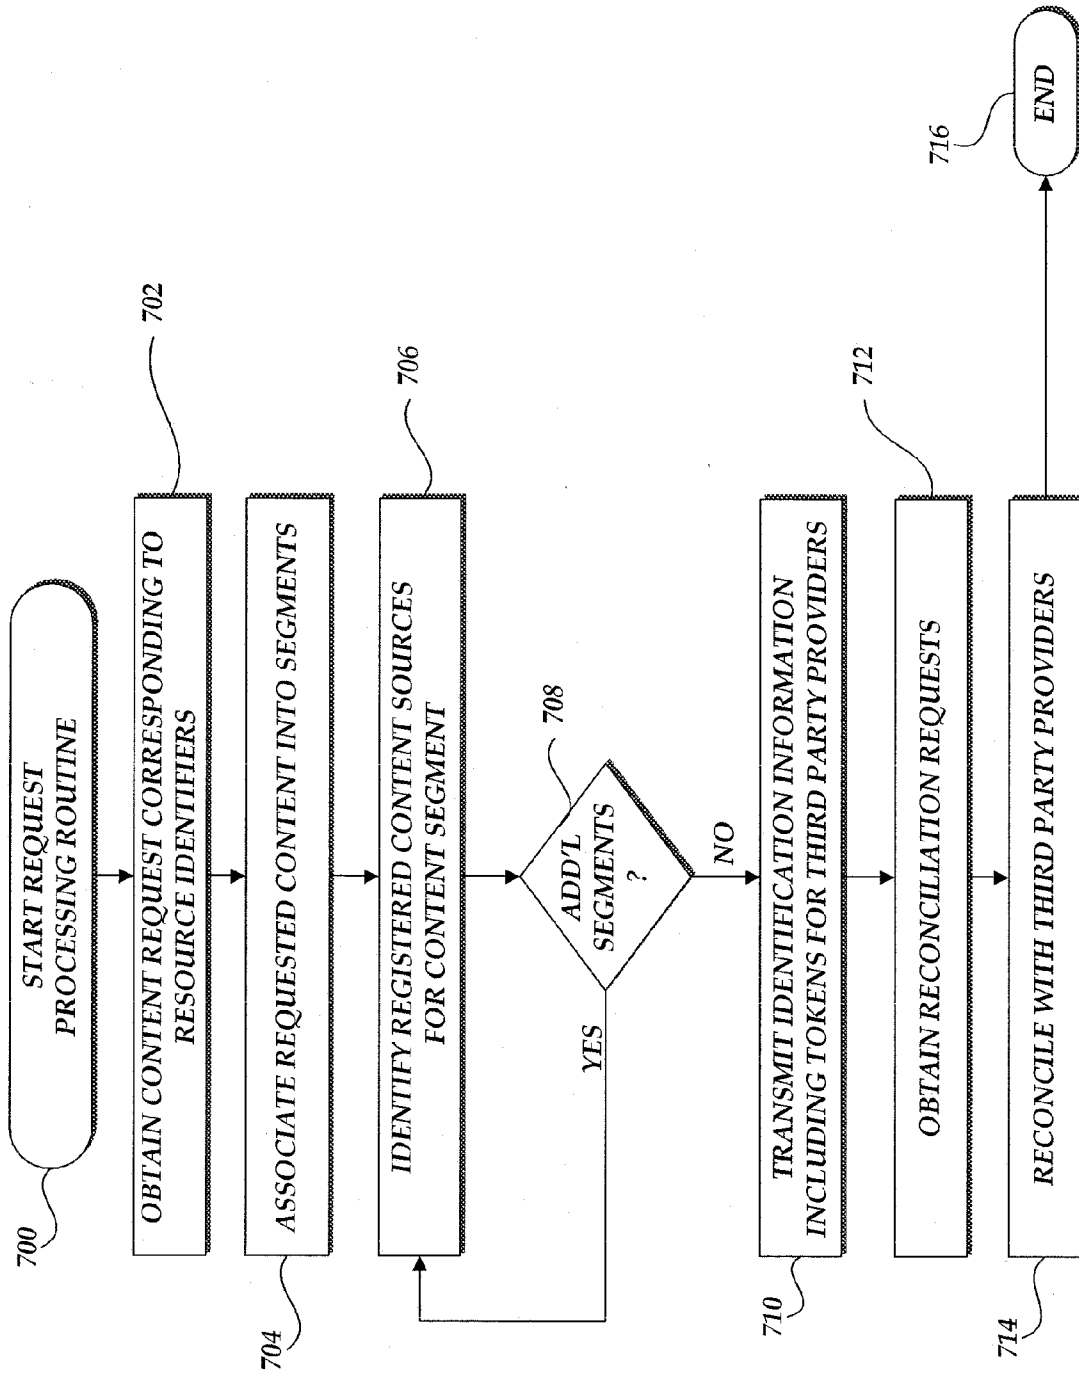 START REQUEST
PROCESSING ROUTINE
700
OBTAIN CONTENT REQUEST CORRESPONDING TO
RESOURCE IDENTIFIERS
702
ASSOCIATE REQUESTED CONTENT INTO SEGMENTS
704
IDENTIFY REGISTERED CONTENT SOURCES
FOR CONTENT SEGMENT
706
ADD'L
SEGMENTS
?
708
YES
NO
TRANSMIT IDENTIFICATION INFORMATION
INCLUDING TOKENS FOR THIRD PARTY PROVIDERS
710
OBTAIN RECONCILIATION REQUESTS
712
RECONCILE WITH THIRD PARTY PROVIDERS
714
END
716